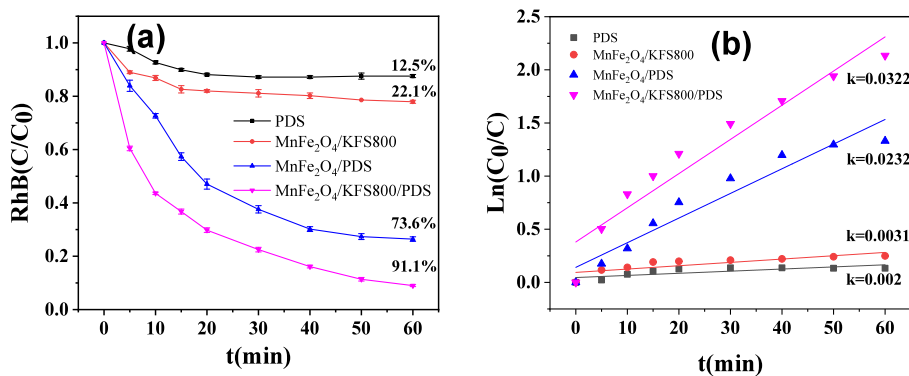 (a)
RhB(C/C0)
1.0
0.8
0.6
0.4
0.2
0.0
12.5%
22.1%
PDS
MnFe₂O₄/KFS800
MnFe₂O₄/PDS
MnFe₂O₄/KFS800/PDS
73.6%
91.1%
0 10 20 30 40 50 60
t(min)
(b)
Ln(C₀/C)
2.5
2.0
1.5
1.0
0.5
0.0
PDS
MnFe₂O₄/KFS800
MnFe₂O₄/PDS
MnFe₂O₄/KFS800/PDS
k=0.0322
k=0.0232
k=0.0031
k=0.002
0 10 20 30 40 50 60
t(min)